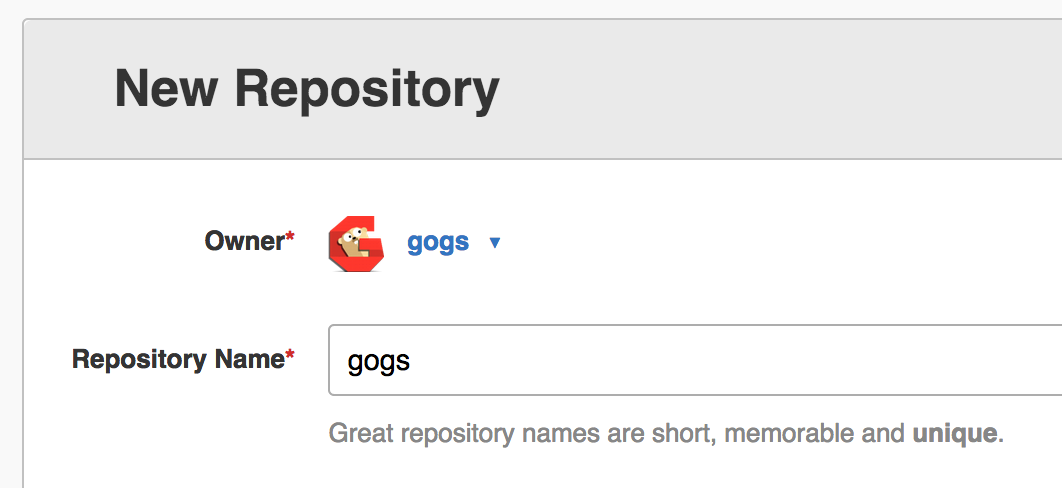 New Repository
Owner* gogs ▼
Repository Name* gogs
Great repository names are short, memorable and unique.